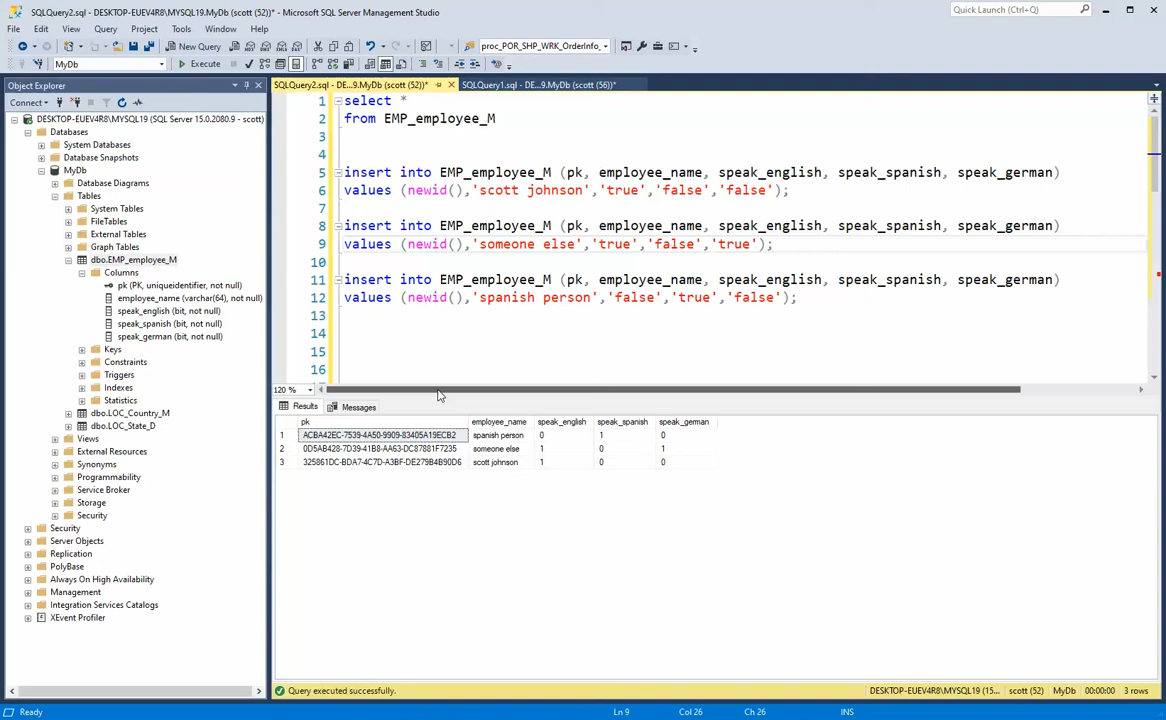 SQLQuery2.sql - DESKTOP-EUEV4R8\MYSQL19.MyDb (scott (52))* - Microsoft SQL Server Management Studio
Quick Launch (Ctrl+Q)
File Edit View Query Project Tools Window Help
New Query
proc_POR_SHP_WRK_OrderInfo_
MyDb
Execute
Object Explorer
Connect
DESKTOP-EUEV4R8\MYSQL19 (SQL Server 15.0.2080.9 - scott)
Databases
System Databases
Database Snapshots
MyDb
Database Diagrams
Tables
System Tables
FileTables
External Tables
Graph Tables
dbo.EMP_employee_M
Columns
pk (PK, uniqueidentifier, not null)
employee_name (varchar(64), not null)
speak_english (bit, not null)
speak_spanish (bit, not null)
speak_german (bit, not null)
Keys
Constraints
Triggers
Indexes
Statistics
dbo.LOC_Country_M
dbo.LOC_State_D
Views
External Resources
Synonyms
Programmability
Service Broker
Storage
Security
Security
Server Objects
Replication
PolyBase
Always On High Availability
Management
Integration Services Catalogs
XEvent Profiler
SQLQuery2.sql - DE...9.MyDb (scott (52))* SQLQuery1.sql - DE...9.MyDb (scott (56))*
1 select *
2 from EMP_employee_M
3
4
5 insert into EMP_employee_M (pk, employee_name, speak_english, speak_spanish, speak_german)
6 values (newid(),'scott johnson','true','false','false');
7
8 insert into EMP_employee_M (pk, employee_name, speak_english, speak_spanish, speak_german)
9 values (newid(),'someone else','true','false','true');
10
11 insert into EMP_employee_M (pk, employee_name, speak_english, speak_spanish, speak_german)
12 values (newid(),'spanish person','false','true','false');
13
14
15
16
120 %
Results Messages
pk employee_name speak_english speak_spanish speak_german
1 ACBA42EC-7539-4A50-9909-83405A19ECB2 spanish person 0 1 0
2 0D5AB428-7D39-41B8-AA63-DC87881F7235 someone else 1 0 1
3 325861DC-BDA7-4C7D-A3BF-DE279B4B90D6 scott johnson 1 0 0
Query executed successfully. DESKTOP-EUEV4R8\MYSQL19 (15... scott (52) MyDb 00:00:00 3 rows
Ready Ln 9 Col 26 Ch 26 INS